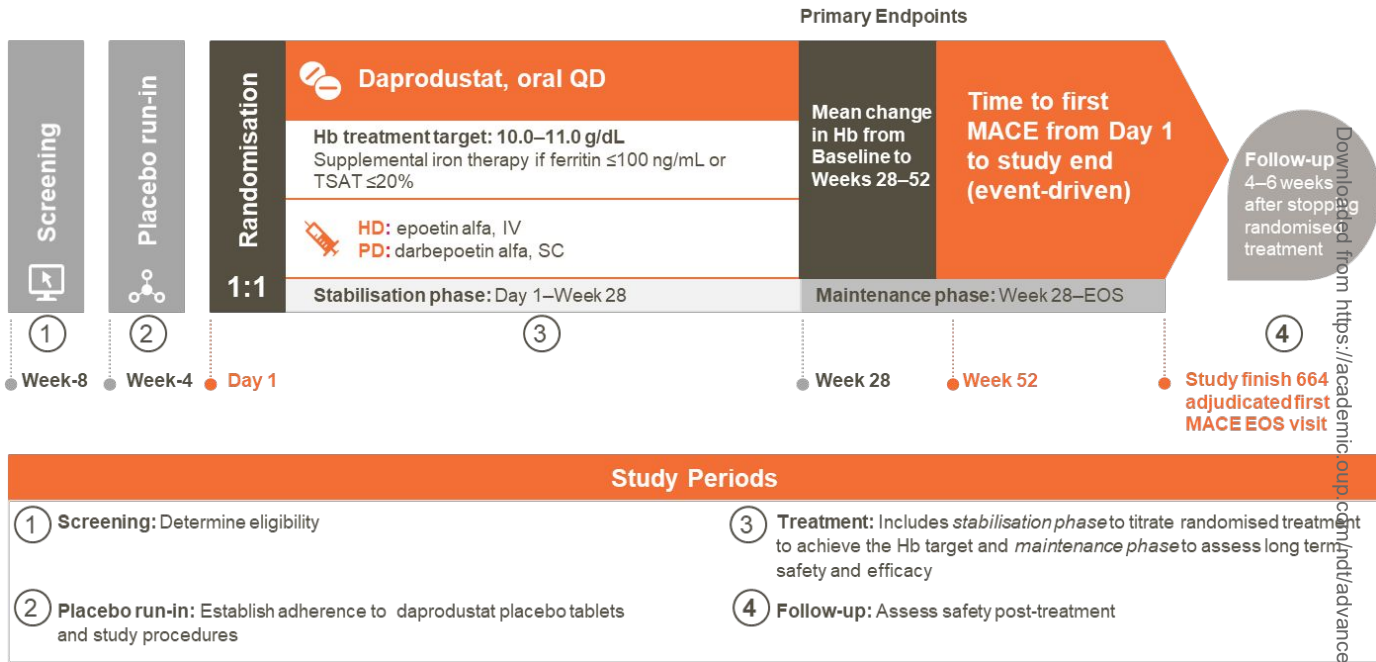 Primary Endpoints
Screening
Placebo run-in
Randomisation
1:1
Daprodustat, oral QD
Hb treatment target: 10.0–11.0 g/dL
Supplemental iron therapy if ferritin ≤100 ng/mL or
TSAT ≤20%
HD: epoetin alfa, IV
PD: darbepoetin alfa, SC
Stabilisation phase: Day 1–Week 28
Mean change
in Hb from
Baseline to
Weeks 28–52
Time to first
MACE from Day 1
to study end
(event-driven)
Maintenance phase: Week 28–EOS
Follow-up
4–6 weeks
after stopping
randomised
treatment
1
2
3
4
Week-8
Week-4
Day 1
Week 28
Week 52
Study finish 664
adjudicated first
MACE EOS visit
Study Periods
1 Screening: Determine eligibility
2 Placebo run-in: Establish adherence to daprodustat placebo tablets
and study procedures
3 Treatment: Includes stabilisation phase to titrate randomised treatment
to achieve the Hb target and maintenance phase to assess long term
safety and efficacy
4 Follow-up: Assess safety post-treatment
Downloaded from https://academic.oup.com/ndt/advance